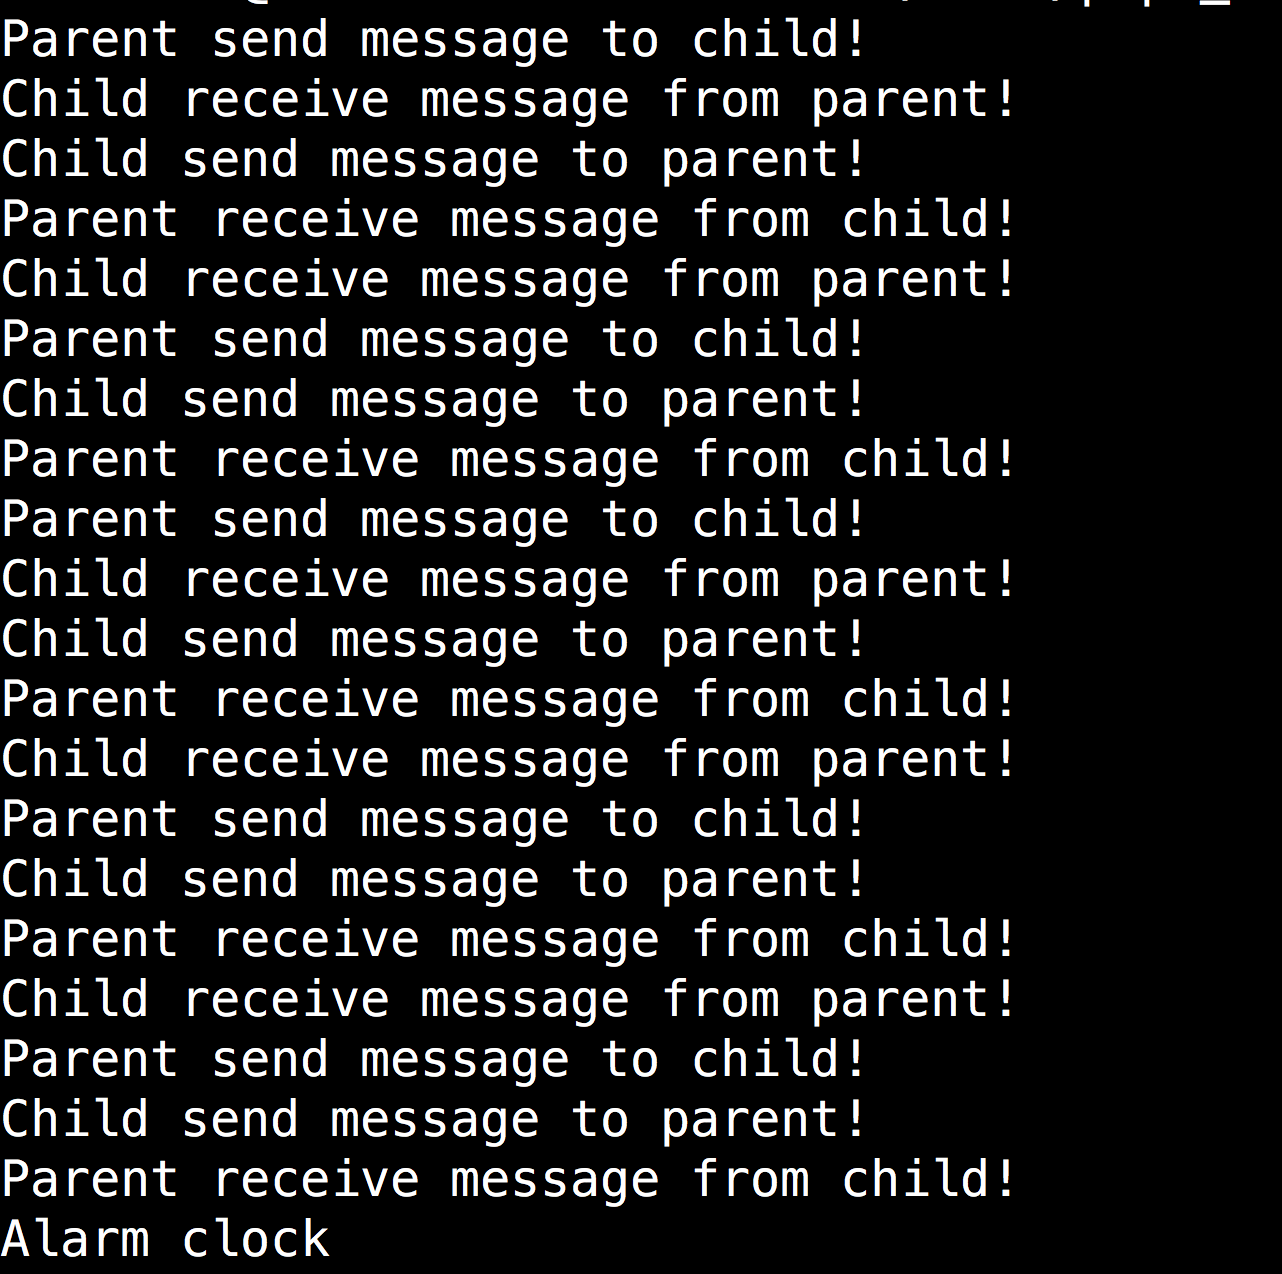 Parent send message to child!
Child receive message from parent!
Child send message to parent!
Parent receive message from child!
Child receive message from parent!
Parent send message to child!
Child send message to parent!
Parent receive message from child!
Parent send message to child!
Child receive message from parent!
Child send message to parent!
Parent receive message from child!
Child receive message from parent!
Parent send message to child!
Child send message to parent!
Parent receive message from child!
Child receive message from parent!
Parent send message to child!
Child send message to parent!
Parent receive message from child!
Alarm clock